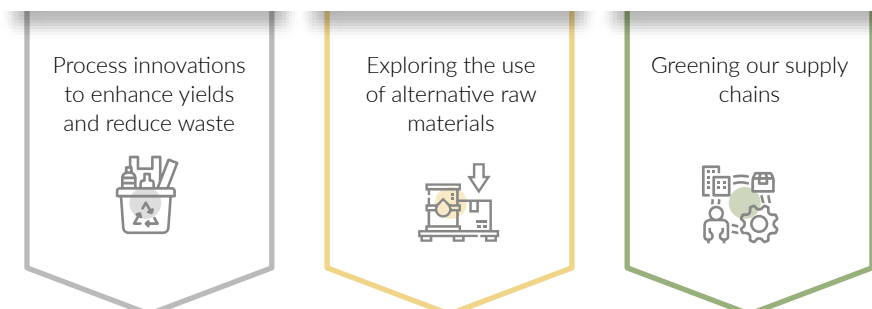 Process innovations
to enhance yields
and reduce waste
Exploring the use
of alternative raw
materials
Greening our supply
chains